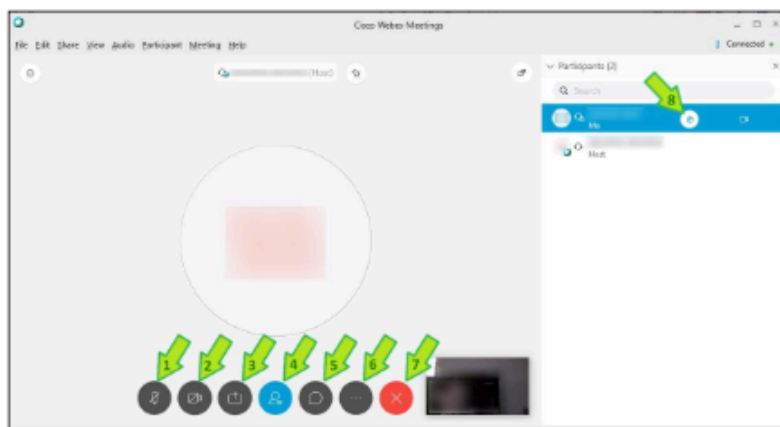 Cisco Webex Meetings
File Edit Share View Audio Participant Meeting Help
Connected
(Host)
Participants (2)
Search
8
Me
Host
1 2 3 4 5 6 7